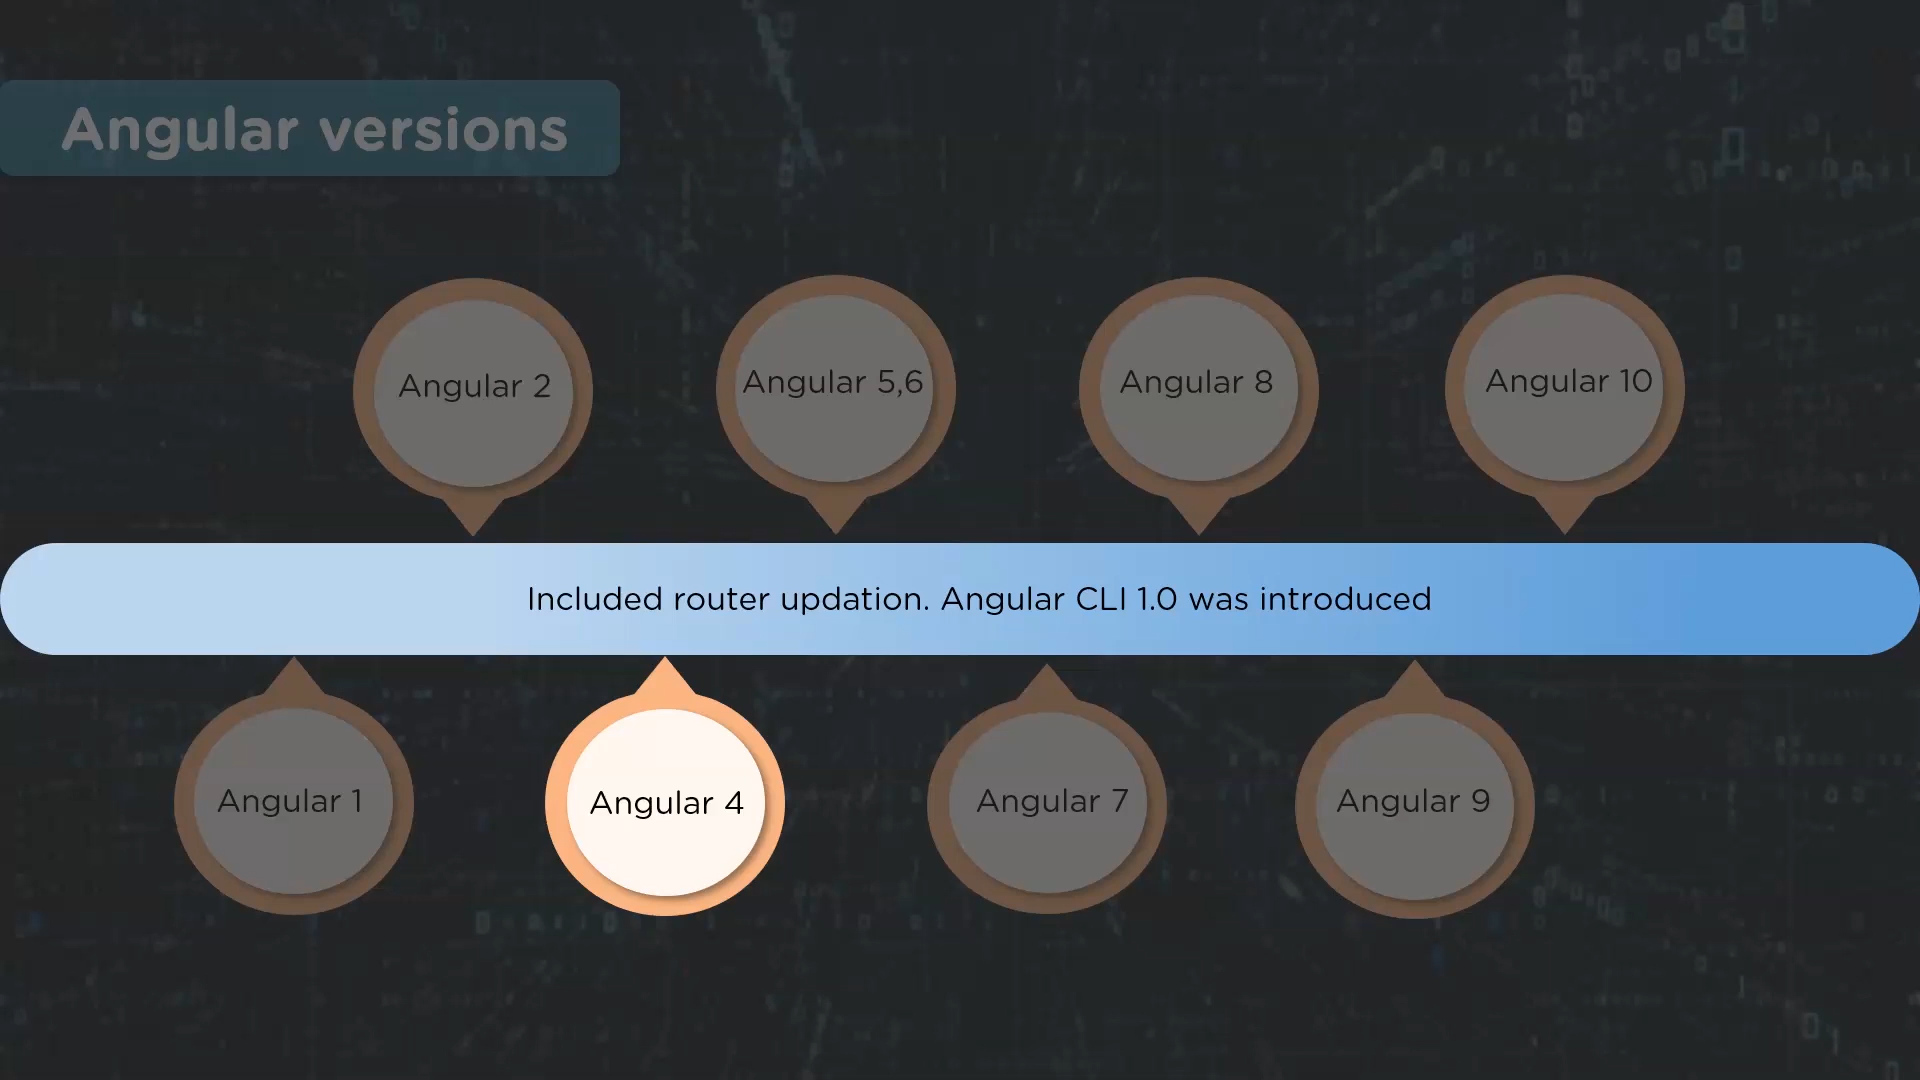 Angular versions
Angular 2
Angular 5,6
Angular 8
Angular 10
Included router updation. Angular CLI 1.0 was introduced
Angular 1
Angular 4
Angular 7
Angular 9